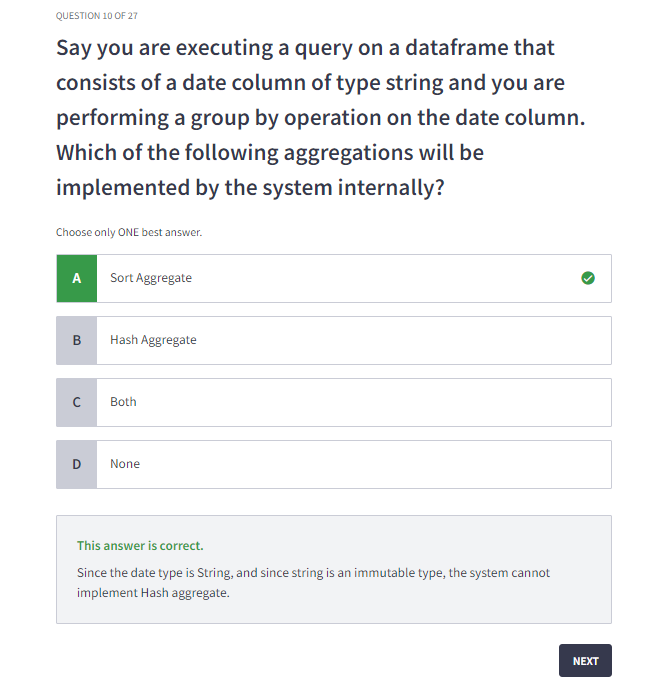 QUESTION 10 OF 27
Say you are executing a query on a dataframe that
consists of a date column of type string and you are
performing a group by operation on the date column.
Which of the following aggregations will be
implemented by the system internally?
Choose only ONE best answer.
A Sort Aggregate
B Hash Aggregate
C Both
D None
This answer is correct.
Since the date type is String, and since string is an immutable type, the system cannot
implement Hash aggregate.
NEXT